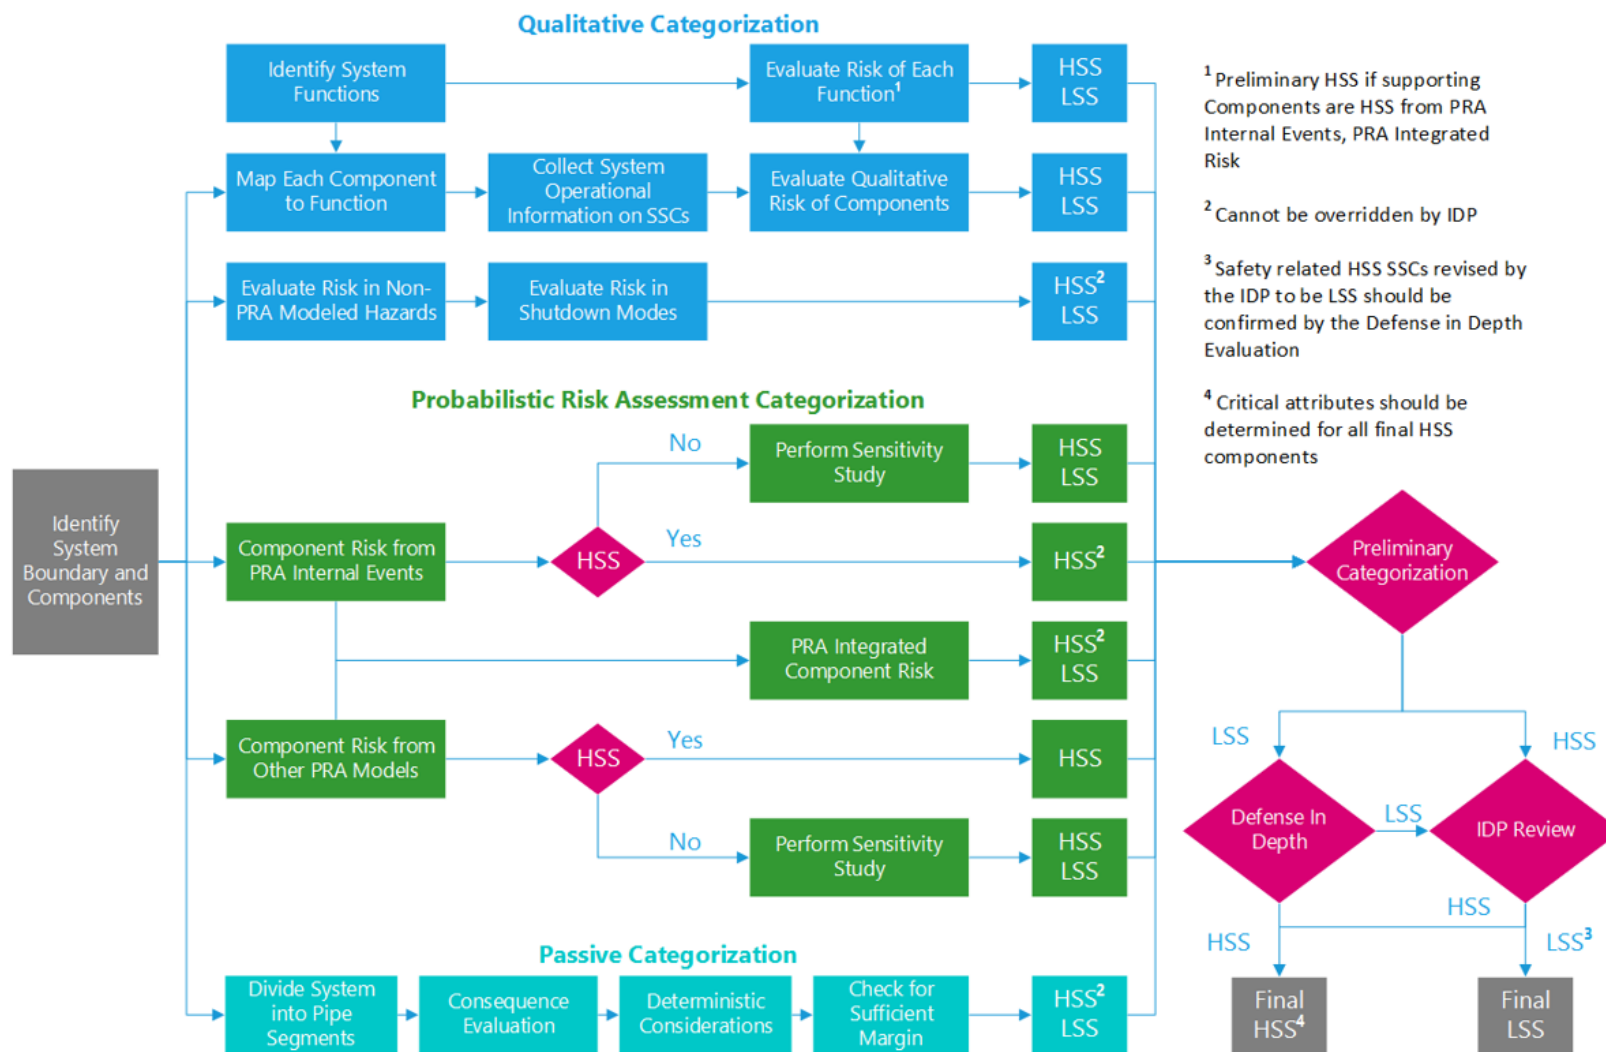 Qualitative Categorization
Identify System
Functions
Evaluate Risk of Each
Function¹
HSS
LSS
Map Each Component
to Function
Collect System
Operational
Information on SSCs
Evaluate Qualitative
Risk of Components
HSS
LSS
Evaluate Risk in Non-
PRA Modeled Hazards
Evaluate Risk in
Shutdown Modes
HSS²
LSS
¹ Preliminary HSS if supporting
Components are HSS from PRA
Internal Events, PRA Integrated
Risk
² Cannot be overridden by IDP
³ Safety related HSS SSCs revised by
the IDP to be LSS should be
confirmed by the Defense in Depth
Evaluation
⁴ Critical attributes should be
determined for all final HSS
components
Probabilistic Risk Assessment Categorization
No
Perform Sensitivity
Study
HSS
LSS
Identify
System
Boundary and
Components
Component Risk from
PRA Internal Events
HSS
Yes
HSS²
Preliminary
Categorization
PRA Integrated
Component Risk
HSS²
LSS
Component Risk from
Other PRA Models
HSS
Yes
HSS
LSS
HSS
No
Perform Sensitivity
Study
HSS
LSS
Defense In
Depth
LSS
IDP Review
HSS
HSS
LSS³
Passive Categorization
Divide System
into Pipe
Segments
Consequence
Evaluation
Deterministic
Considerations
Check for
Sufficient
Margin
HSS²
LSS
Final
HSS⁴
Final
LSS